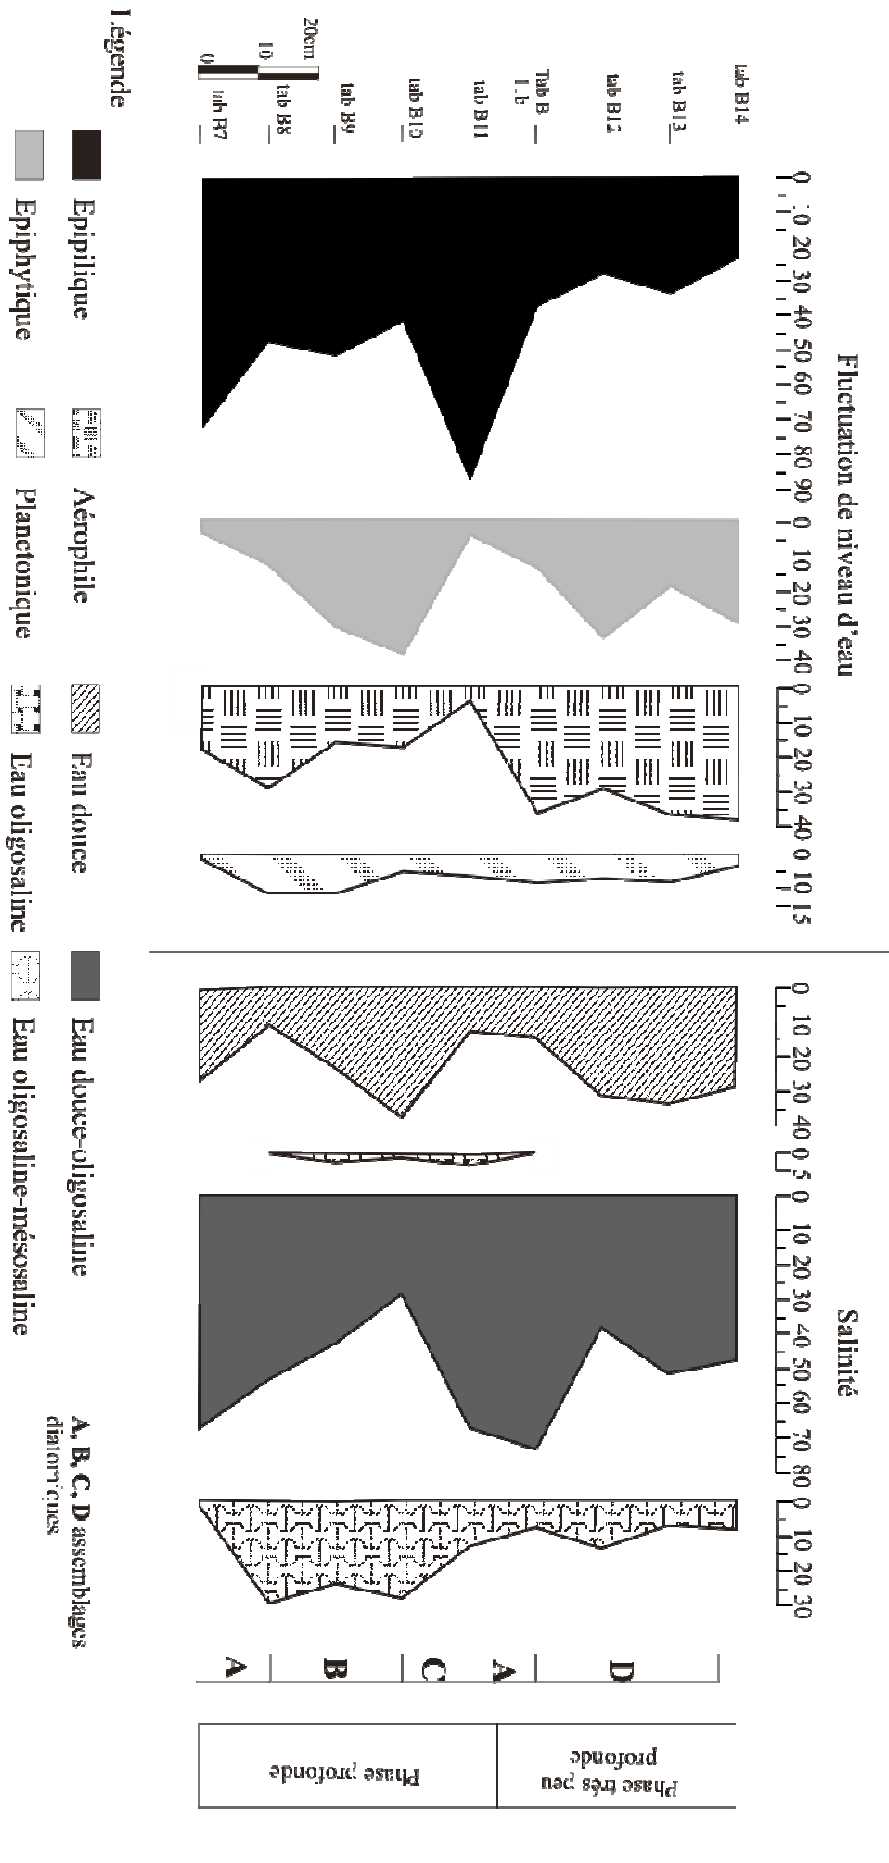 Fluctuation de niveau d'eau
Salinité
0 10 20 30 40 50 60 70 80 90 0 10 20 30 40 0 10 20 30 40 0 10 15
0 10 20 30 40 0 5 0 10 20 30 40 50 60 70 80 0 10 20 30
tab B14
tab B13
tab B12
Tab B
11b
tab B11
tab B10
tab B9
tab B8
tab B7
20cm
10
0
D
A
C
B
A
Phase trés peu
profonde
Phase profonde
Légende
Epipilique
Aérophile
Eau douce
Eau douce-oligosaline
A, B, C, D assemblages
diatomiques
Epiphytique
Planctonique
Eau oligosaline
Eau oligosaline-mésosaline